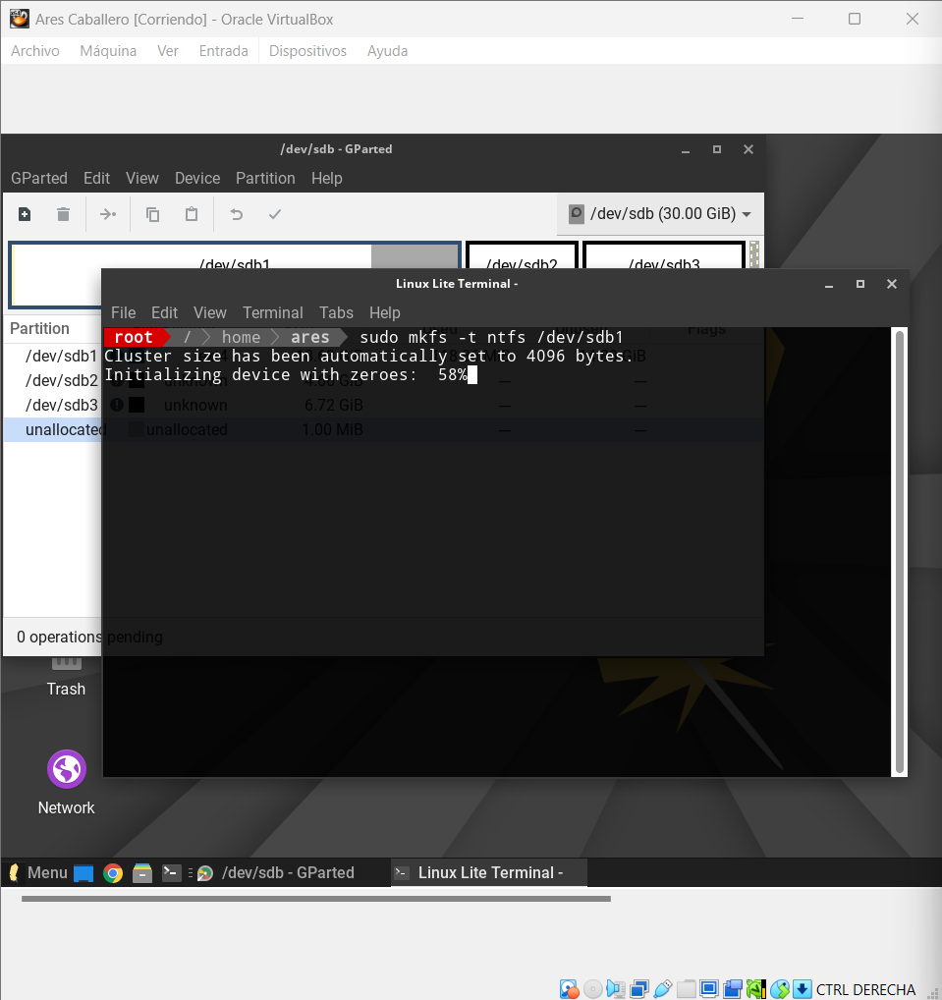 Ares Caballero [Corriendo] - Oracle VirtualBox
Archivo Máquina Ver Entrada Dispositivos Ayuda
/dev/sdb - GParted
GParted Edit View Device Partition Help
/dev/sdb (30.00 GiB)
/dev/sdb1 /dev/sdb2 /dev/sdb3
Linux Lite Terminal -
File Edit View Terminal Tabs Help
Partition Flags
root / home ares sudo mkfs -t ntfs /dev/sdb1
/dev/sdb1
Cluster size has been automatically set to 4096 bytes.
/dev/sdb2 unknown
Initializing device with zeroes: 58%
/dev/sdb3 unknown 6.72 GiB — —
unallocated unallocated 1.00 MiB — —
0 operations pending
Trash
Network
Menu /dev/sdb - GParted Linux Lite Terminal -
CTRL DERECHA